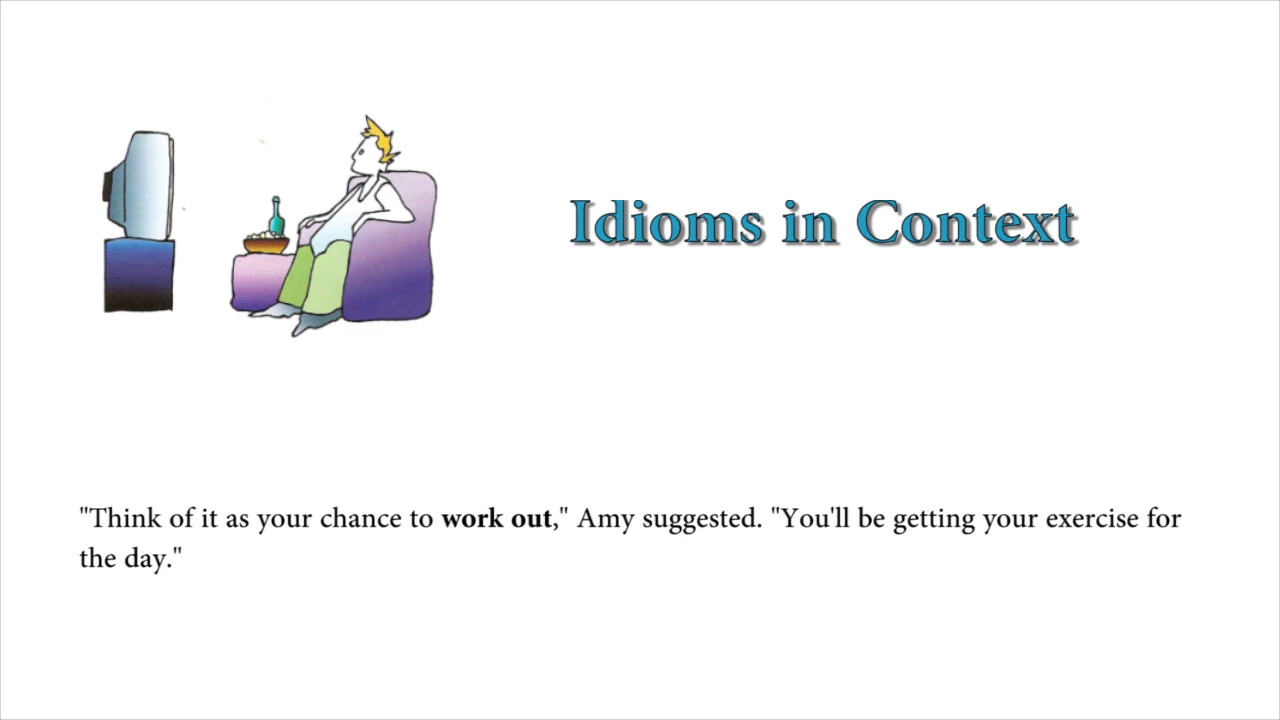 Idioms in Context
"Think of it as your chance to work out," Amy suggested. "You'll be getting your exercise for
the day."